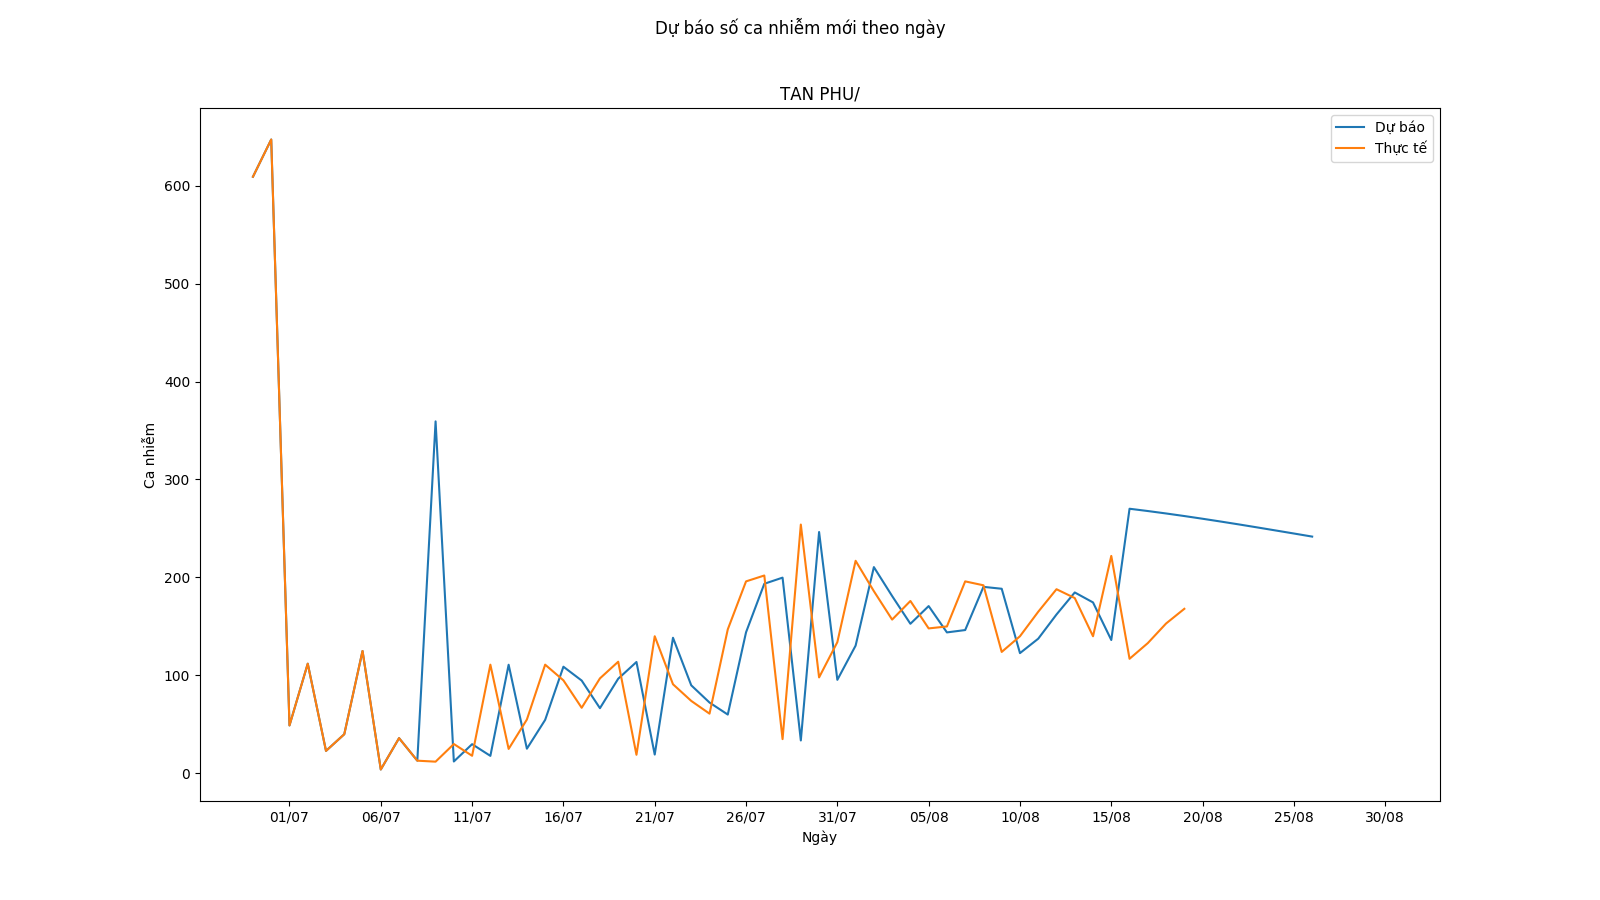 Dự báo số ca nhiễm mới theo ngày
TAN PHU/
Dự báo
Thực tế
600
500
400
300
200
100
0
Ca nhiễm
01/07 06/07 11/07 16/07 21/07 26/07 31/07 05/08 10/08 15/08 20/08 25/08 30/08
Ngày